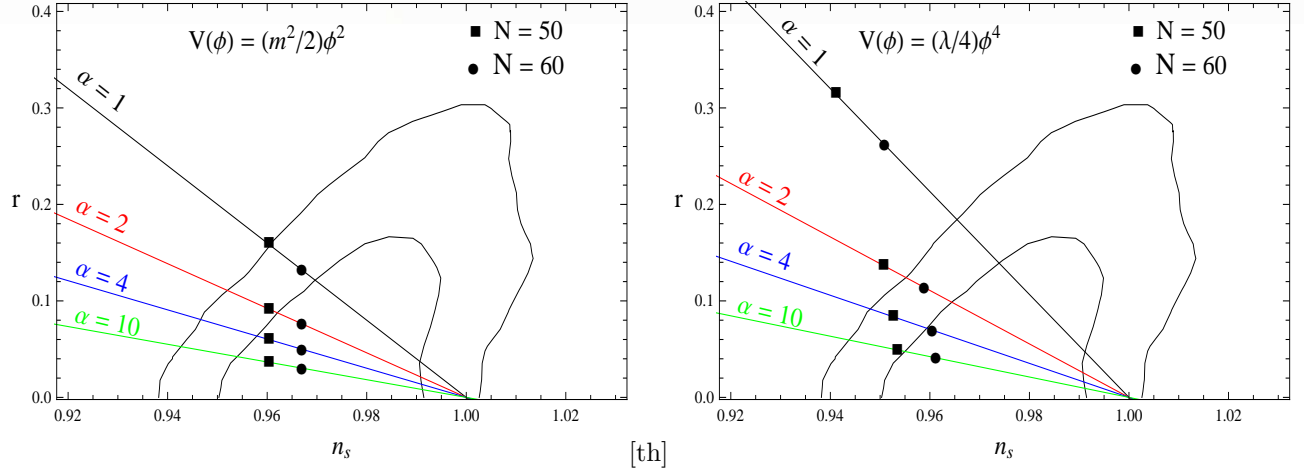 V(ϕ) = (m²/2)ϕ²
N = 50
N = 60
α = 1
α = 2
α = 4
α = 10
0.4
0.3
0.2
0.1
0.0
r
0.92 0.94 0.96 0.98 1.00 1.02
nₛ
[th]
V(ϕ) = (λ/4)ϕ⁴
N = 50
N = 60
α = 1
α = 2
α = 4
α = 10
0.4
0.3
0.2
0.1
0.0
r
0.92 0.94 0.96 0.98 1.00 1.02
nₛ